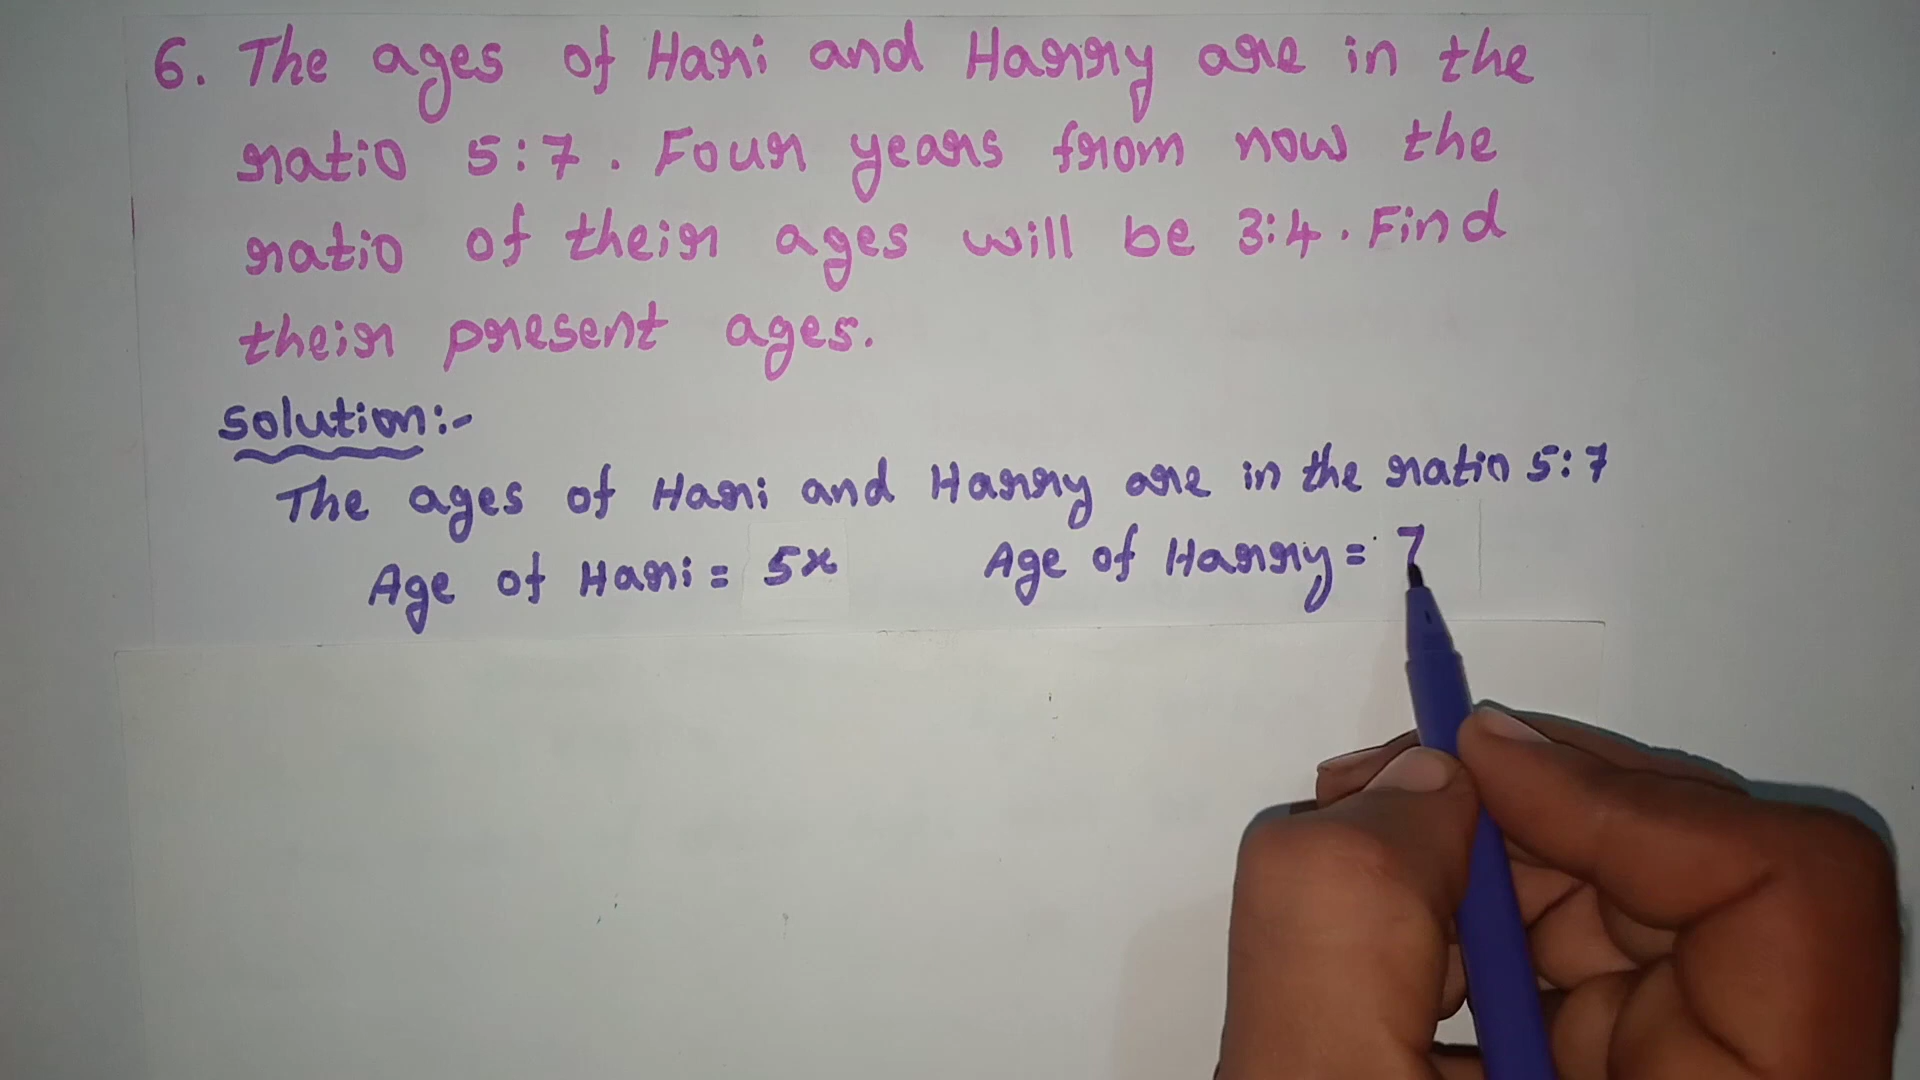 6. The ages of Hari and Harry are in the
ratio 5:7. Four years from now the
ratio of their ages will be 3:4. Find
their present ages.
Solution:-
The ages of Hari and Harry are in the ratio 5:7
Age of Hari = 5x Age of Harry = 7